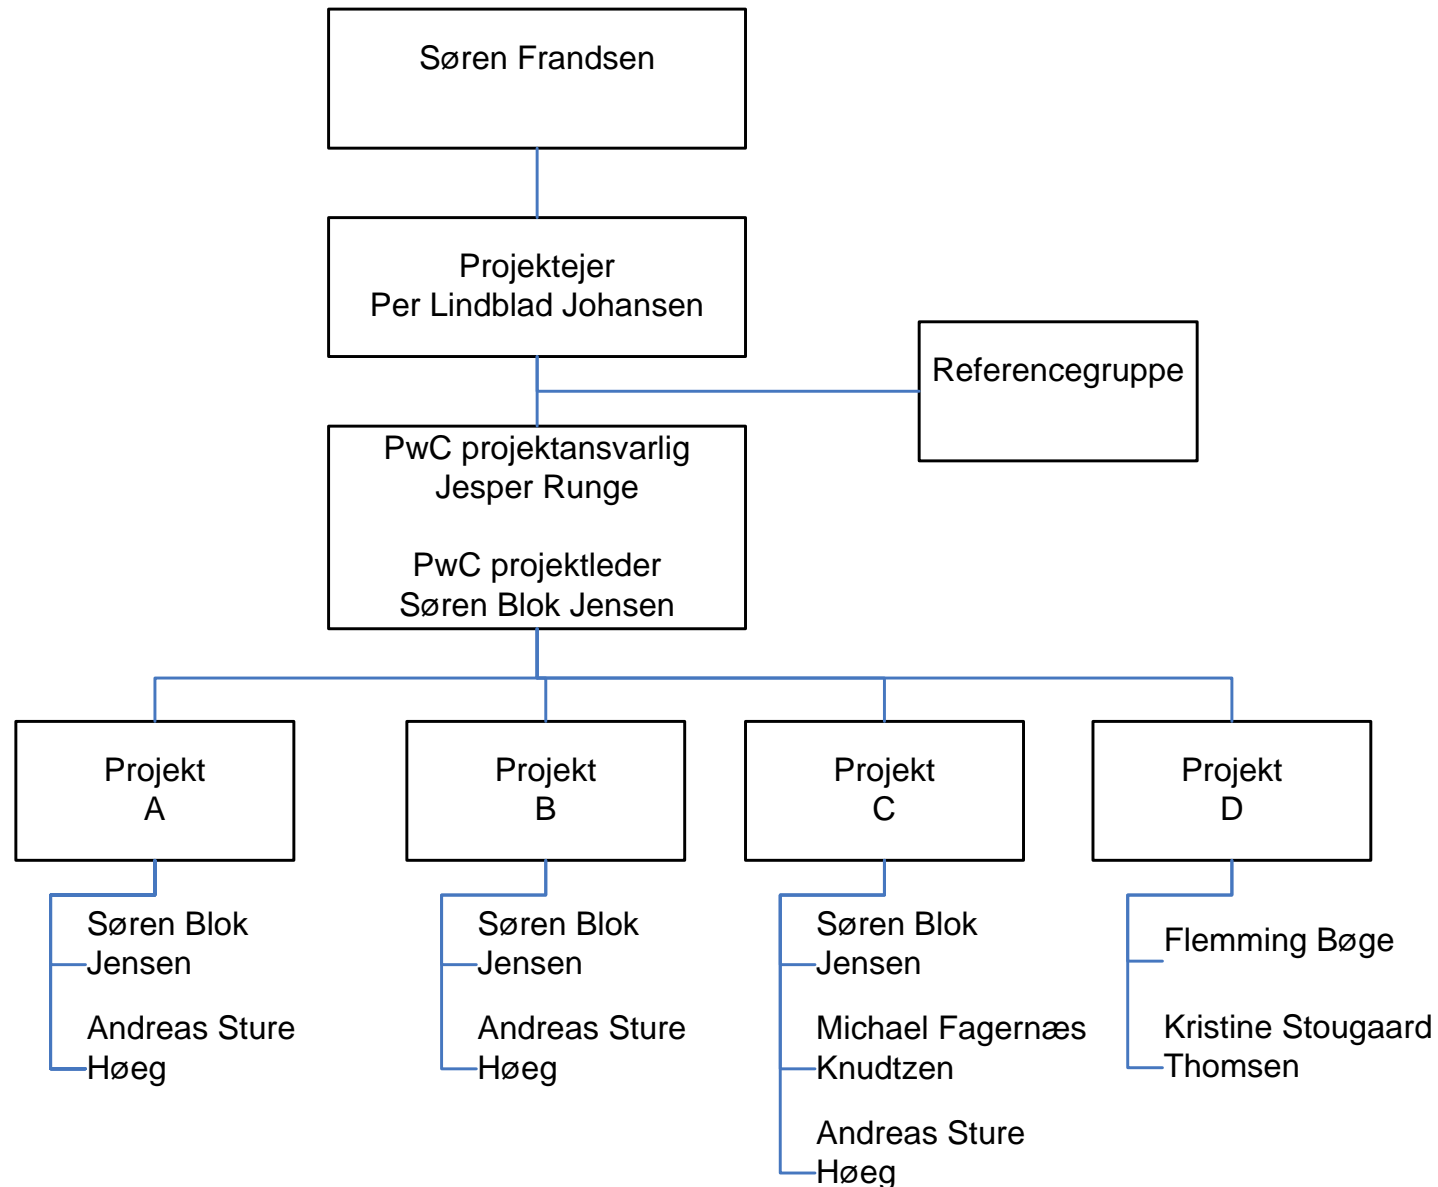 Søren Frandsen
Projektejer
Per Lindblad Johansen
Referencegruppe
PwC projektansvarlig
Jesper Runge
PwC projektleder
Søren Blok Jensen
Projekt
A
Projekt
B
Projekt
C
Projekt
D
Søren Blok
Jensen
Andreas Sture
Høeg
Søren Blok
Jensen
Andreas Sture
Høeg
Søren Blok
Jensen
Michael Fagernæs
Knudtzen
Andreas Sture
Høeg
Flemming Bøge
Kristine Stougaard
Thomsen